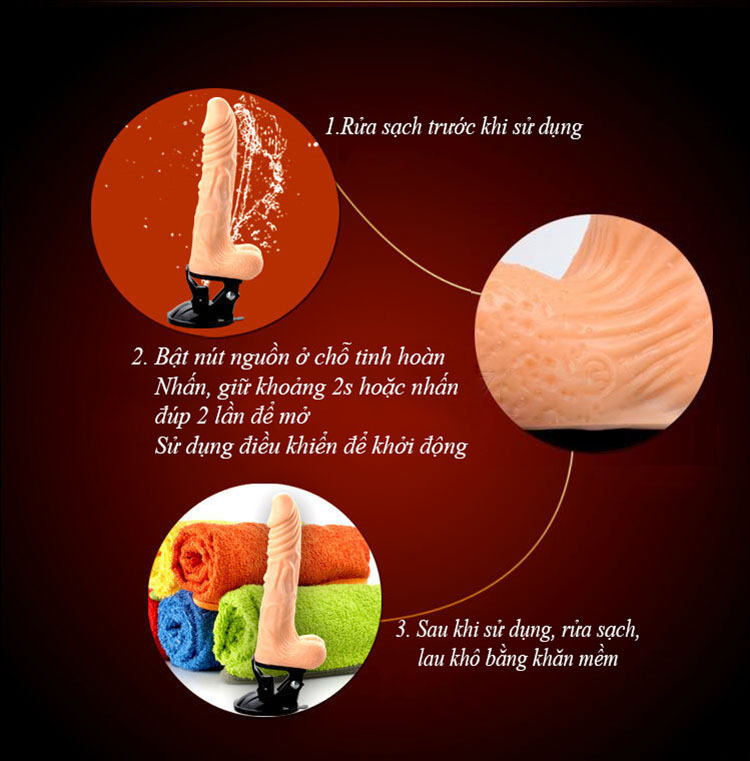 1.Rửa sạch trước khi sử dụng
2. Bật nút nguồn ở chỗ tinh hoàn
Nhấn, giữ khoảng 2s hoặc nhấn
đúp 2 lần để mở
Sử dụng điều khiển để khởi động
3. Sau khi sử dụng, rửa sạch,
lau khô bằng khăn mềm